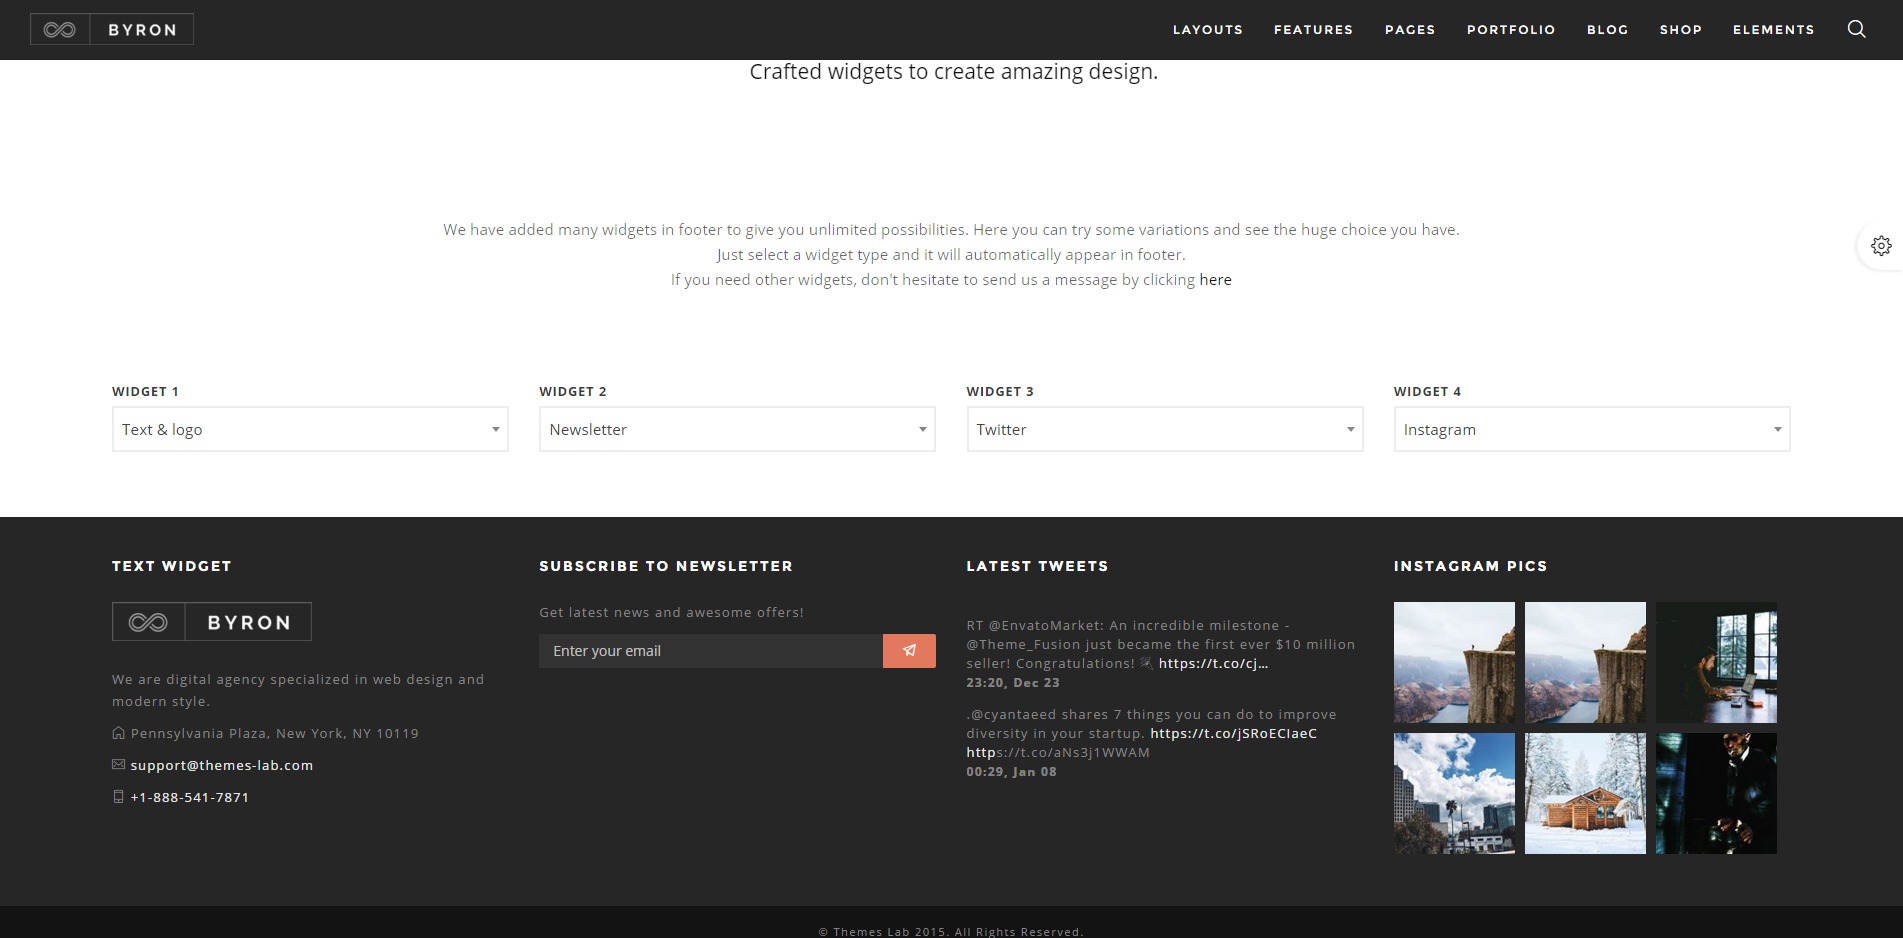 BYRON
LAYOUTS FEATURES PAGES PORTFOLIO BLOG SHOP ELEMENTS
Crafted widgets to create amazing design.
We have added many widgets in footer to give you unlimited possibilities. Here you can try some variations and see the huge choice you have.
Just select a widget type and it will automatically appear in footer.
If you need other widgets, don't hesitate to send us a message by clicking here
WIDGET 1
Text & logo
WIDGET 2
Newsletter
WIDGET 3
Twitter
WIDGET 4
Instagram
TEXT WIDGET
BYRON
We are digital agency specialized in web design and
modern style.
Pennsylvania Plaza, New York, NY 10119
support@themes-lab.com
+1-888-541-7871
SUBSCRIBE TO NEWSLETTER
Get latest news and awesome offers!
Enter your email
LATEST TWEETS
RT @EnvatoMarket: An incredible milestone -
@Theme_Fusion just became the first ever $10 million
seller! Congratulations! 🎉 https://t.co/cj…
23:20, Dec 23
.@cyantaeed shares 7 things you can do to improve
diversity in your startup. https://t.co/jSRoECIaeC
https://t.co/aNs3j1WWAM
00:29, Jan 08
INSTAGRAM PICS
© Themes Lab 2015. All Rights Reserved.